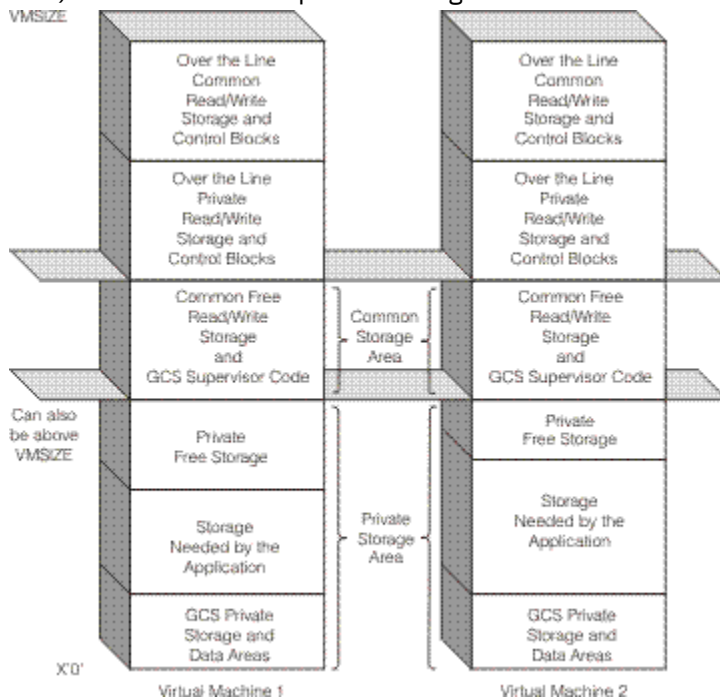 VMSIZE
Over the Line
Common
Read/Write
Storage and
Control Blocks
Over the Line
Private
Read/Write
Storage and
Control Blocks
Common Free
Read/Write
Storage
and
GCS Supervisor Code
Can also
be above
VMSIZE
Private
Free Storage
Storage
Needed by the
Application
GCS Private
Storage and
Data Areas
X'0'
Virtual Machine 1
Common
Storage
Area
Private
Storage
Area
Over the Line
Common
Read/Write
Storage and
Control Blocks
Over the Line
Private
Read/Write
Storage and
Control Blocks
Common Free
Read/Write
Storage
and
GCS Supervisor Code
Private
Free Storage
Storage
Needed by the
Application
GCS Private
Storage and
Data Areas
Virtual Machine 2